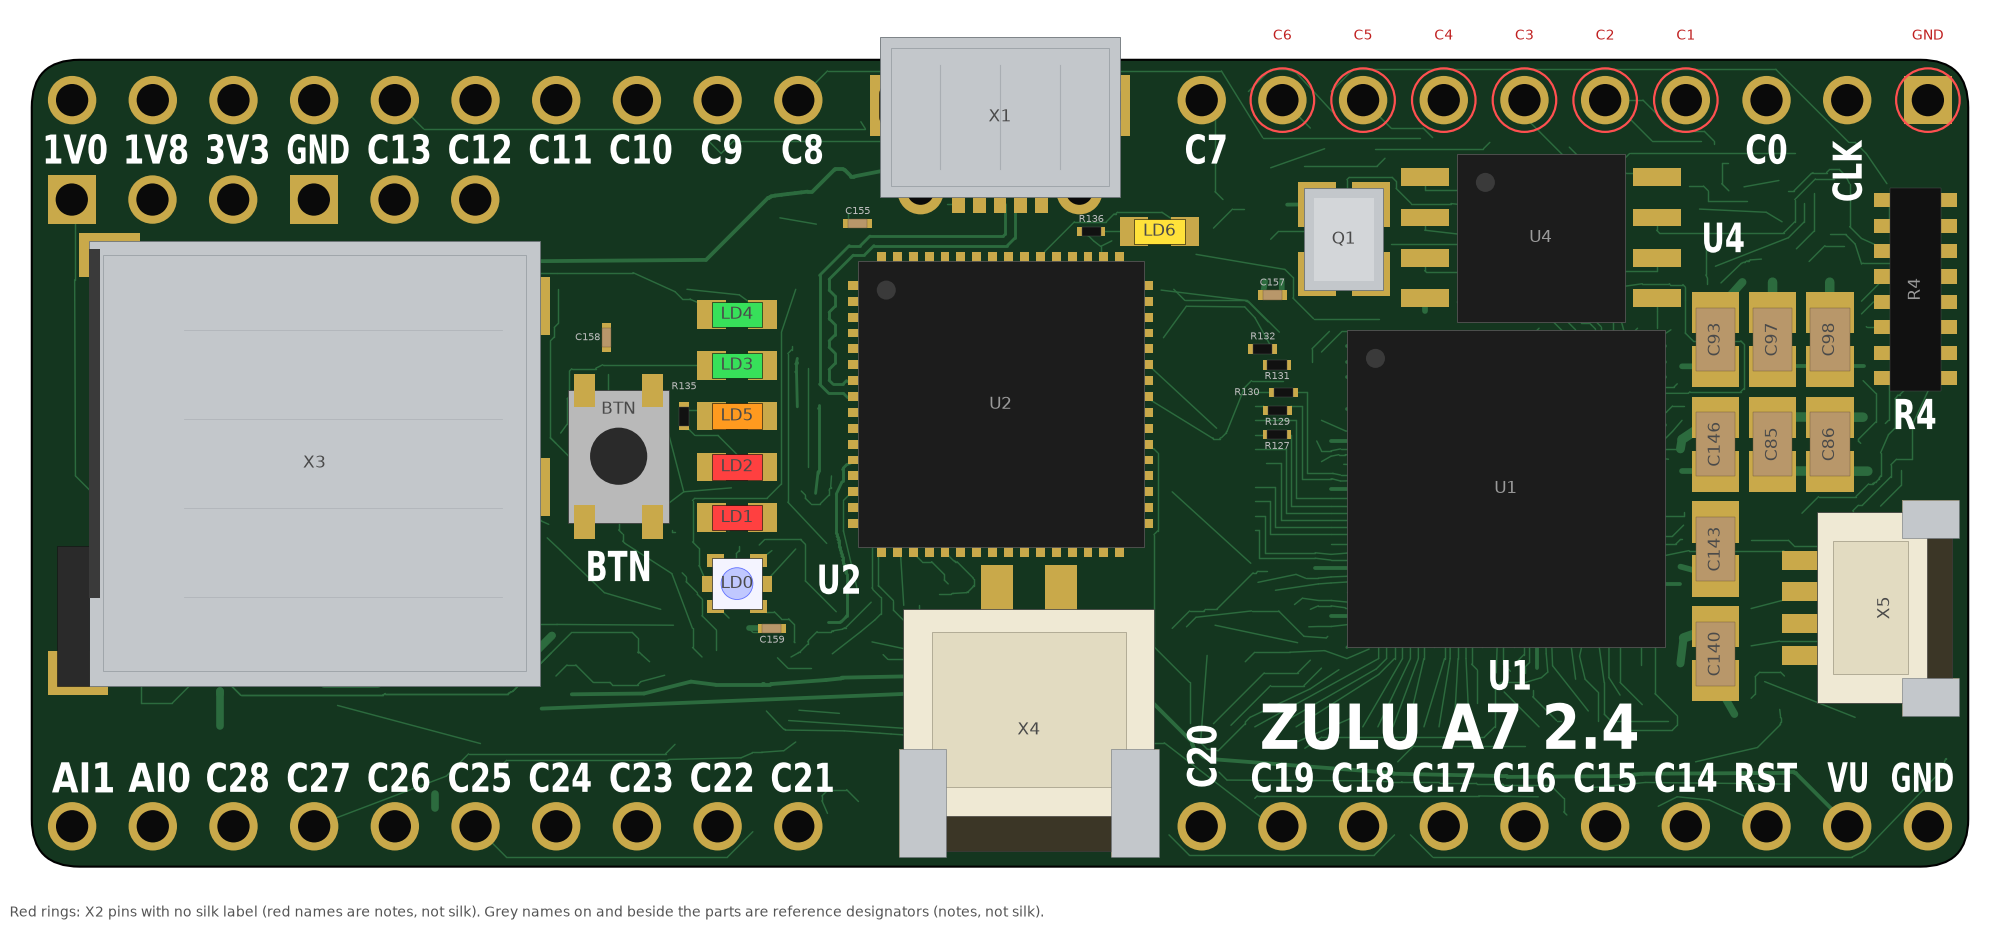 C6 C5 C4 C3 C2 C1 GND
X1
1V0 1V8 3V3 GND C13 C12 C11 C10 C9 C8 C7 C0 CLK
C155
R136
LD6
Q1
U4
U4
C157
R4
LD4
C158
R132
C93 C97 C98
LD3
R131
R135
R130
BTN
LD5
U2
R129
R4
R127
C146 C85 C86
X3
LD2
U1
LD1
C143
BTN
LD0
U2
X5
C159
C140
U1
X4
ZULU A7 2.4
AI1 AI0 C28 C27 C26 C25 C24 C23 C22 C21 C20 C19 C18 C17 C16 C15 C14 RST VU GND
Red rings: X2 pins with no silk label (red names are notes, not silk). Grey names on and beside the parts are reference designators (notes, not silk).